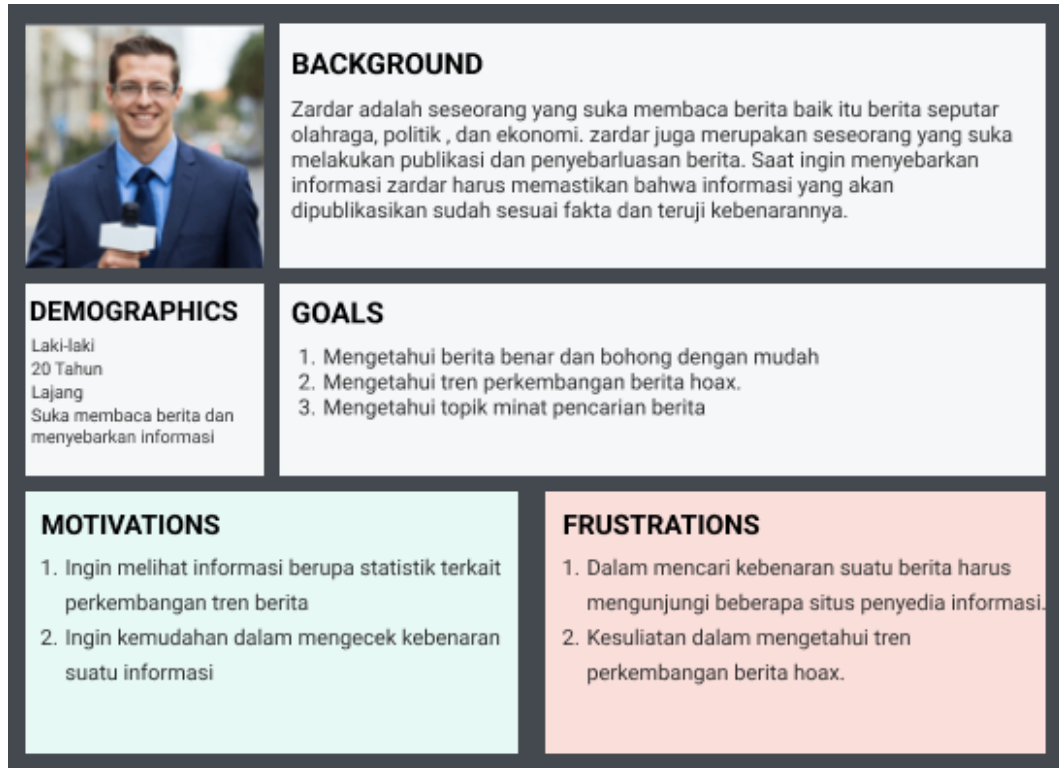 BACKGROUND
Zardar adalah seseorang yang suka membaca berita baik itu berita seputar
olahraga, politik , dan ekonomi. zardar juga merupakan seseorang yang suka
melakukan publikasi dan penyebarluasan berita. Saat ingin menyebarkan
informasi zardar harus memastikan bahwa informasi yang akan
dipublikasikan sudah sesuai fakta dan teruji kebenarannya.
DEMOGRAPHICS
Laki-laki
20 Tahun
Lajang
Suka membaca berita dan
menyebarkan informasi
GOALS
1. Mengetahui berita benar dan bohong dengan mudah
2. Mengetahui tren perkembangan berita hoax.
3. Mengetahui topik minat pencarian berita
MOTIVATIONS
1. Ingin melihat informasi berupa statistik terkait
perkembangan tren berita
2. Ingin kemudahan dalam mengecek kebenaran
suatu informasi
FRUSTRATIONS
1. Dalam mencari kebenaran suatu berita harus
mengunjungi beberapa situs penyedia informasi.
2. Kesuliatan dalam mengetahui tren
perkembangan berita hoax.